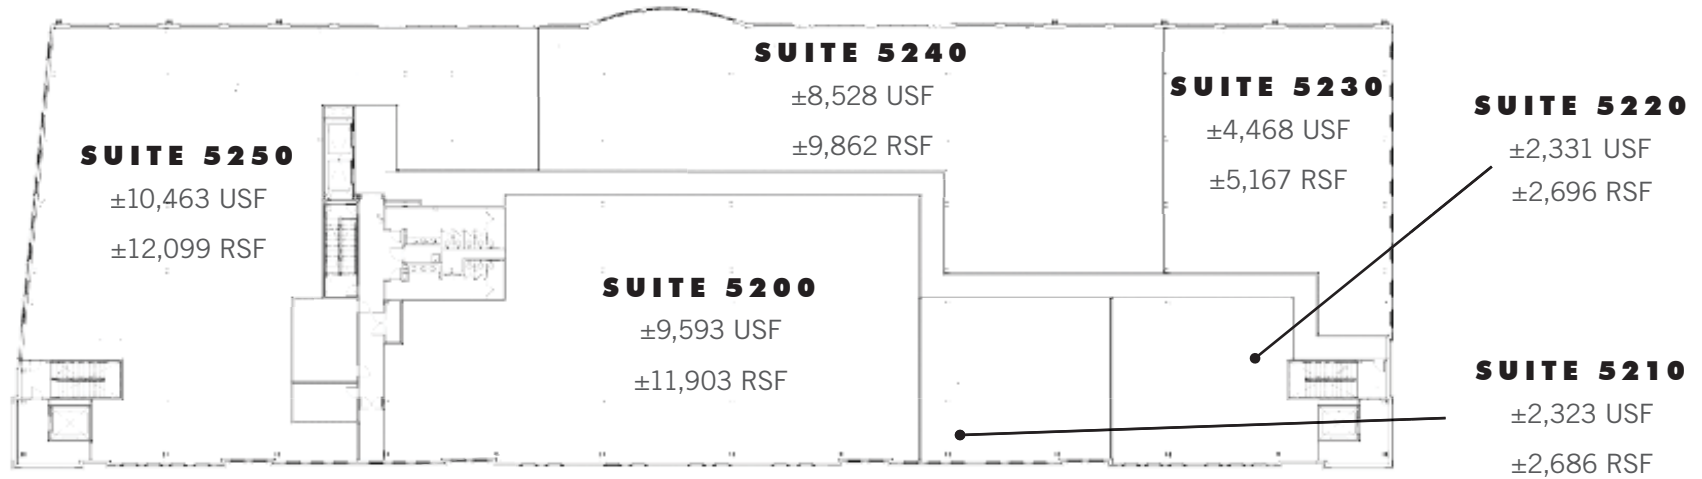 SUITE 5240
±8,528 USF
±9,862 RSF
SUITE 5230
±4,468 USF
±5,167 RSF
SUITE 5220
±2,331 USF
±2,696 RSF
SUITE 5250
±10,463 USF
±12,099 RSF
SUITE 5200
±9,593 USF
±11,903 RSF
SUITE 5210
±2,323 USF
±2,686 RSF